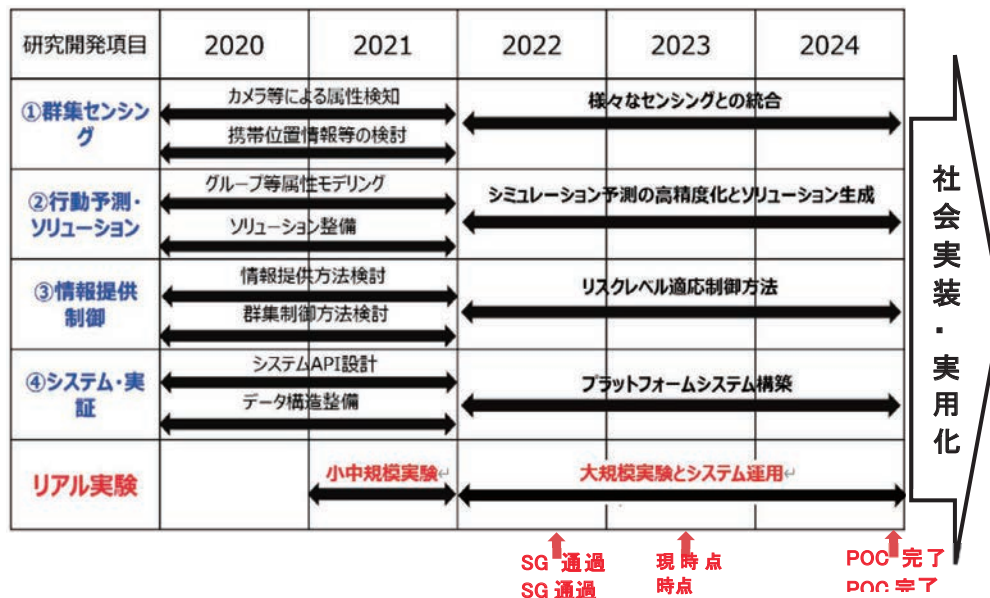 研究開発項目 2020 2021 2022 2023 2024
①群集センシン
グ
カメラ等による属性検知
携帯位置情報等の検討
様々なセンシングとの統合
②行動予測・
ソリューション
グループ等属性モデリング
ソリューション整備
シミュレーション予測の高精度化とソリューション生成
③情報提供
制御
情報提供方法検討
群集制御方法検討
リスクレベル適応制御方法
④システム・実
証
システムAPI設計
データ構造整備
プラットフォームシステム構築
リアル実験
小中規模実験↵
大規模実験とシステム運用↵
社会実装・実用化
SG 通過
SG 通過
現時点
時点
POC 完了
POC 完了